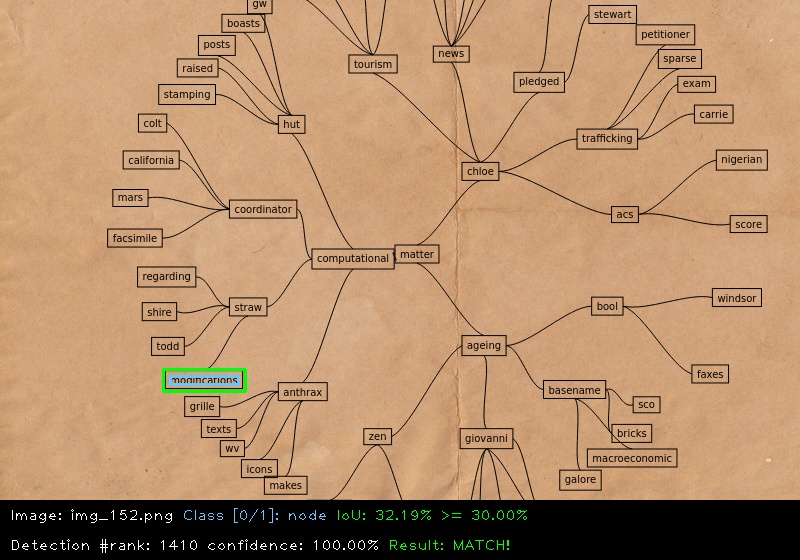 gw
boasts
stewart
petitioner
posts
news
sparse
tourism
raised
pledged
exam
stamping
carrie
colt
hut
trafficking
california
nigerian
chloe
mars
coordinator
acs
score
facsimile
computational
matter
regarding
windsor
straw
bool
shire
todd
ageing
faxes
modifications
anthrax
basename
grille
sco
texts
bricks
zen
giovanni
wv
macroeconomic
icons
galore
makes
Image: img_152.png Class [0/1]: node IoU: 32.19% >= 30.00%
Detection #rank: 1410 confidence: 100.00% Result: MATCH!